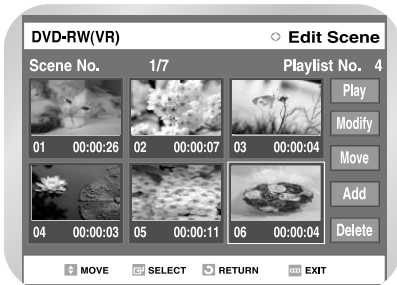 DVD-RW(VR) Edit Scene
Scene No. 1/7 Playlist No. 4
Play
01 00:00:26 02 00:00:07 03 00:00:04
Modify
Move
Add
04 00:00:03 05 00:00:11 06 00:00:04
Delete
MOVE SELECT RETURN EXIT